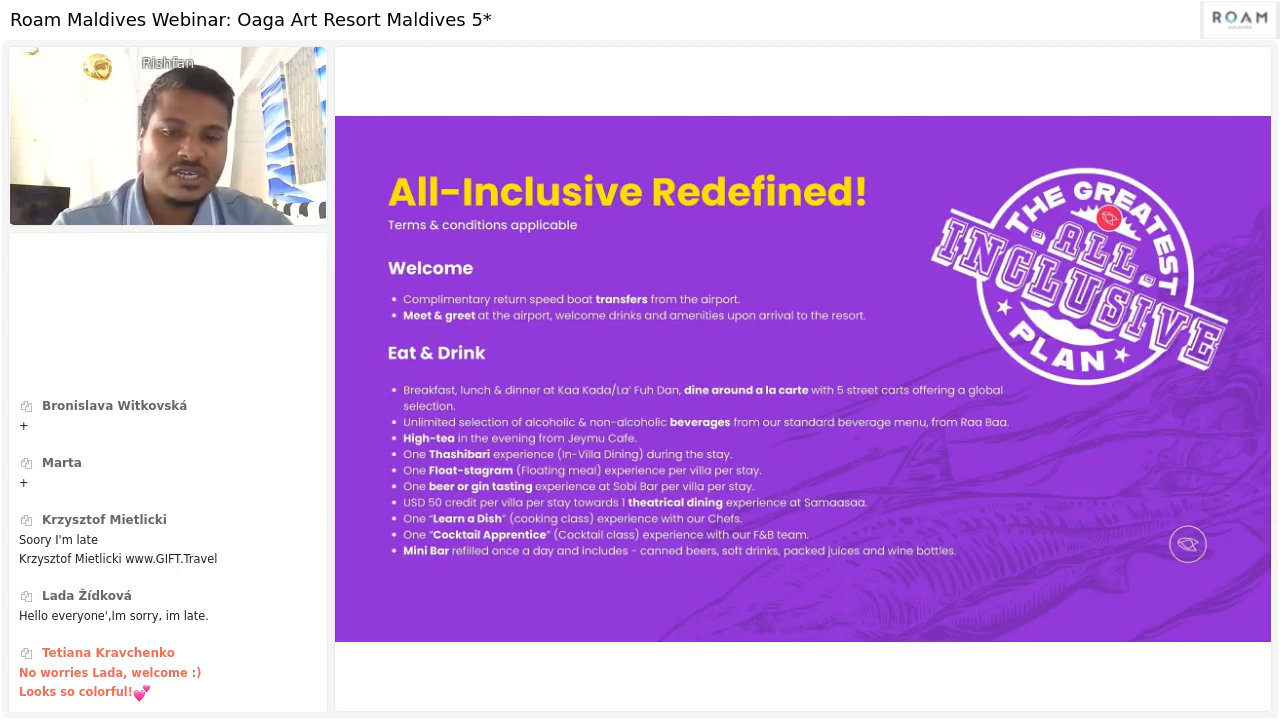 Roam Maldives Webinar: Oaga Art Resort Maldives 5*
ROAM
Rishfan
Bronislava Witkovská
+
Marta
+
Krzysztof Mietlicki
Soory I'm late
Krzysztof Mietlicki www.GIFT.Travel
Lada Žídková
Hello everyone',Im sorry, im late.
Tetiana Kravchenko
No worries Lada, welcome :)
Looks so colorful!💕
All-Inclusive Redefined!
Terms & conditions applicable
Welcome
• Complimentary return speed boat transfers from the airport.
• Meet & greet at the airport, welcome drinks and amenities upon arrival to the resort.
Eat & Drink
• Breakfast, lunch & dinner at Kaa Kada/La' Fuh Dan, dine around a la carte with 5 street carts offering a global
selection.
• Unlimited selection of alcoholic & non-alcoholic beverages from our standard beverage menu, from Raa Baa.
• High-tea in the evening from Jeymu Cafe.
• One Thashibari experience (In-Villa Dining) during the stay.
• One Float-stagram (Floating meal) experience per villa per stay.
• One beer or gin tasting experience at Sobi Bar per villa per stay.
• USD 50 credit per villa per stay towards 1 theatrical dining experience at Samaasaa.
• One “Learn a Dish” (cooking class) experience with our Chefs.
• One “Cocktail Apprentice” (Cocktail class) experience with our F&B team.
• Mini Bar refilled once a day and includes - canned beers, soft drinks, packed juices and wine bottles.
THE GREATEST
ALL
INCLUSIVE
PLAN